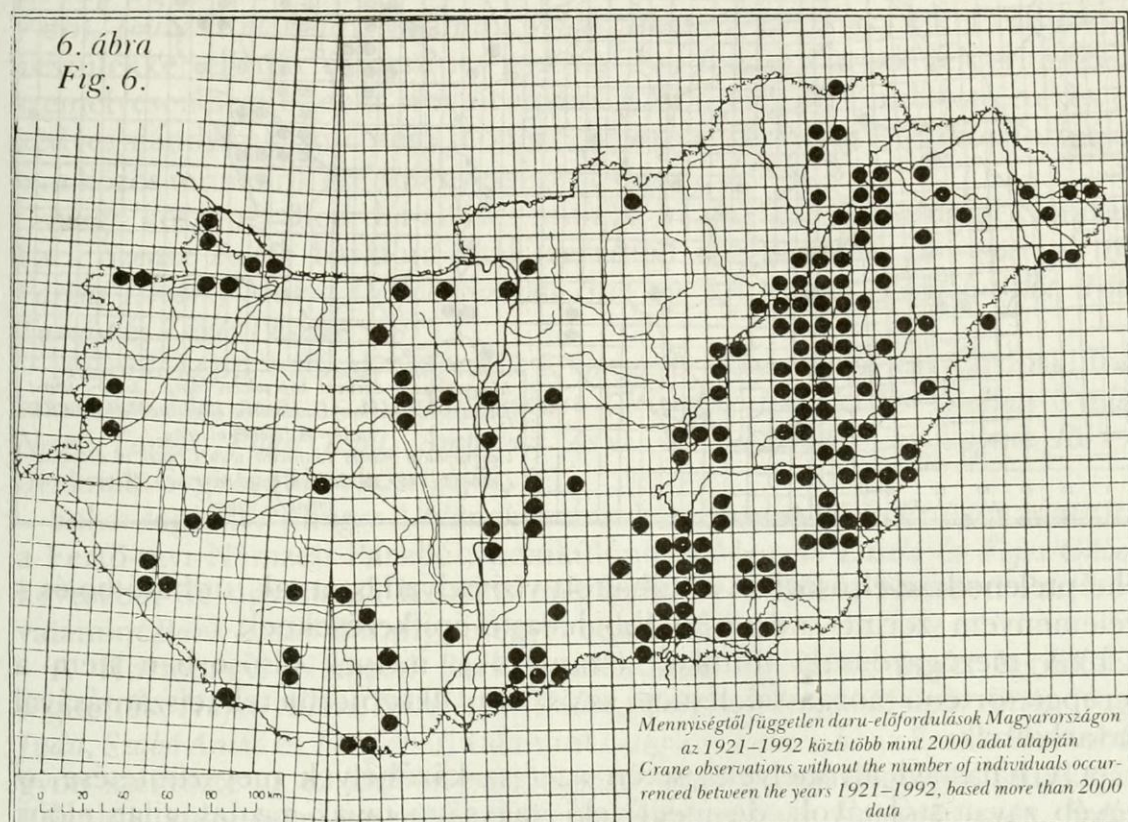 6. ábra
Fig. 6.
Mennyiségtől független daru-előfordulások Magyarországon
az 1921–1992 közti több mint 2000 adat alapján
Crane observations without the number of individuals occur-
renced between the years 1921–1992, based more than 2000
data
0 20 40 60 80 100 km